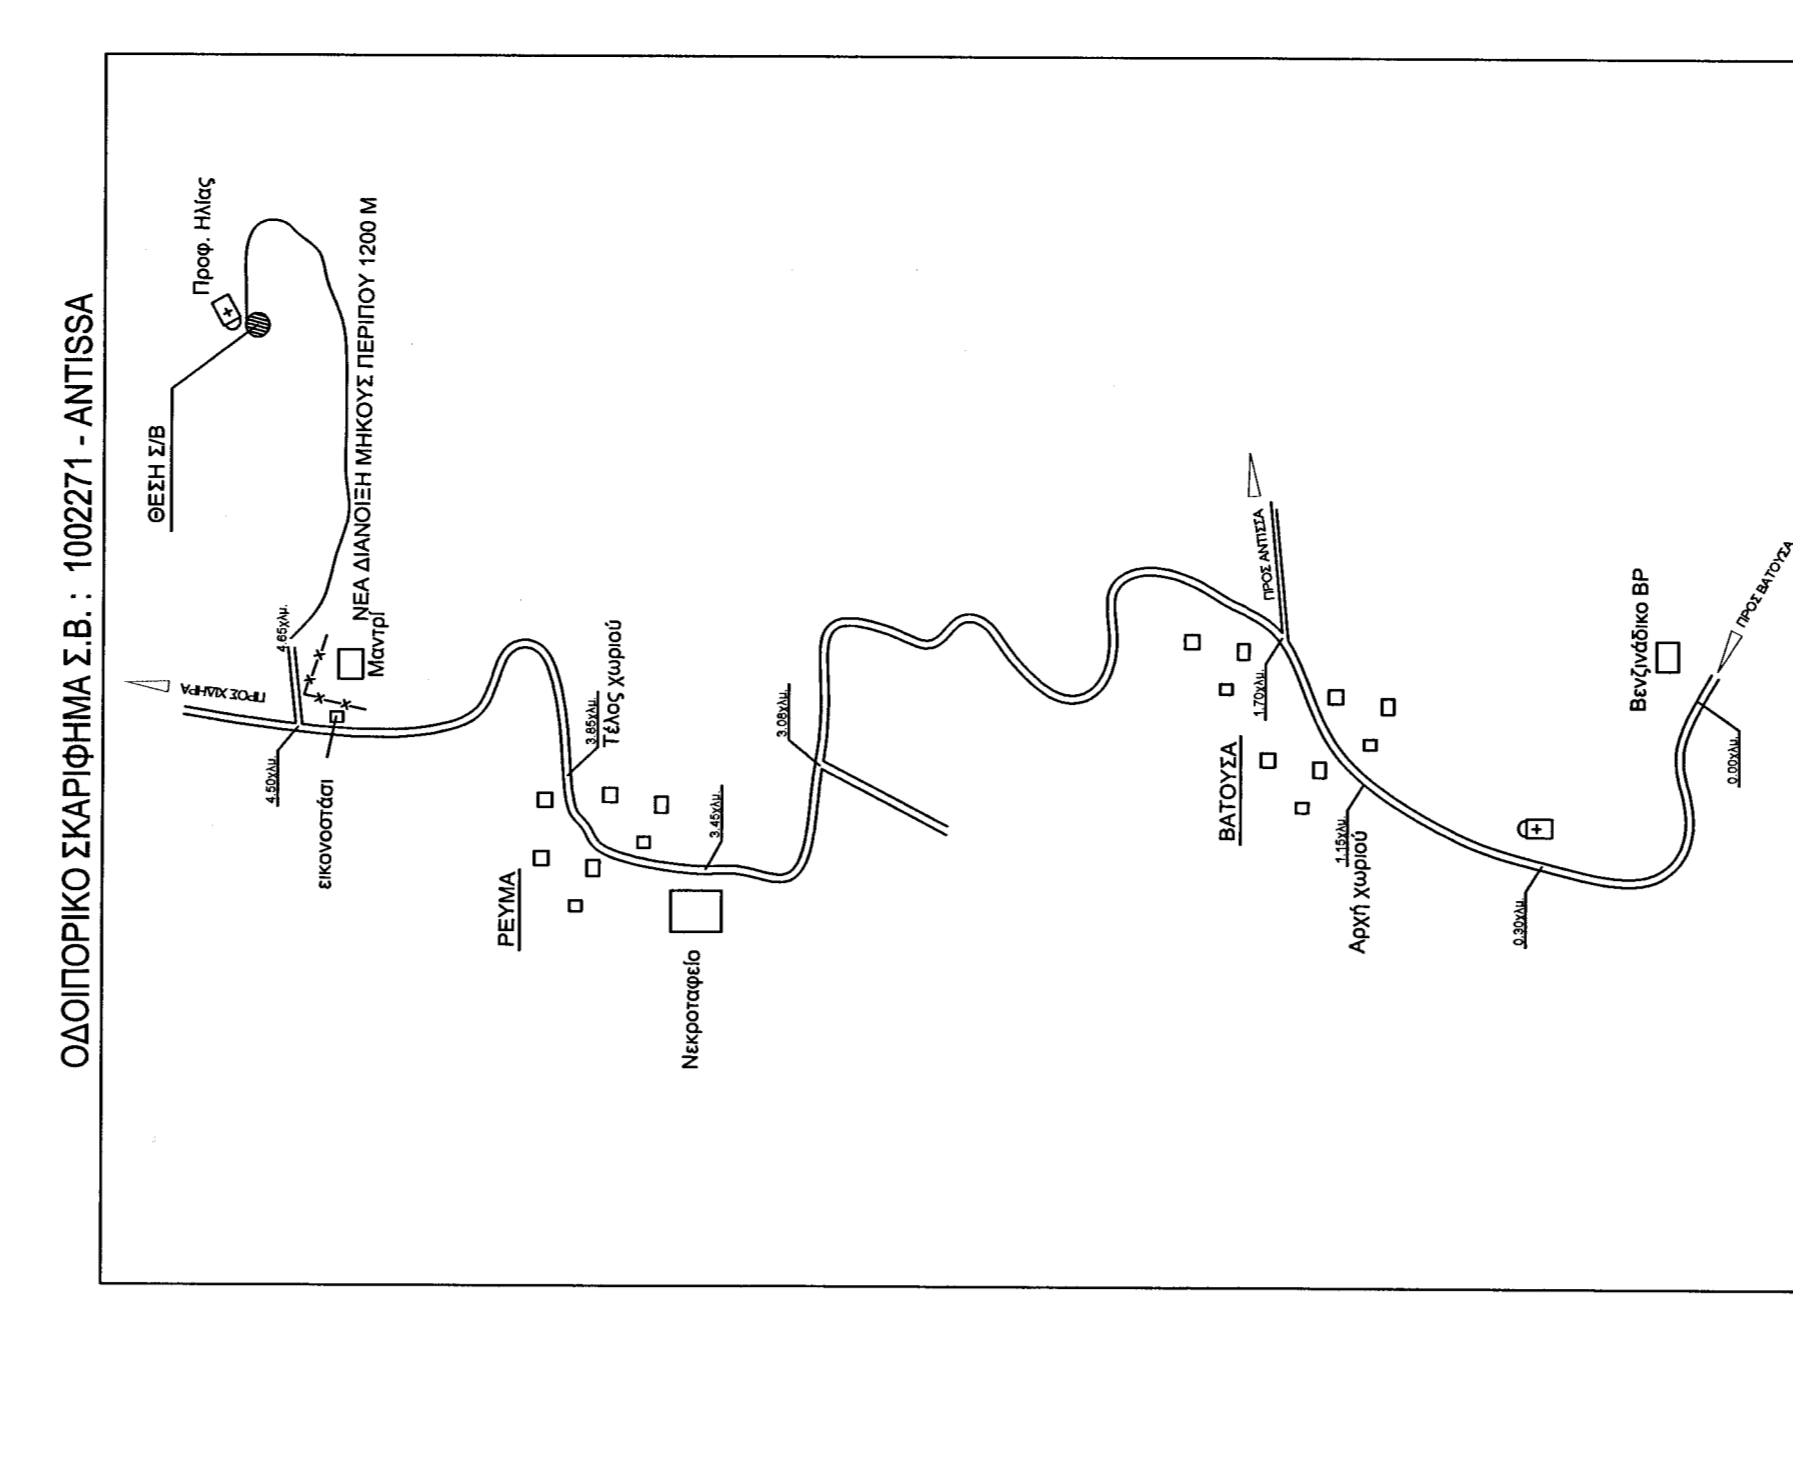 ΟΔΟΙΠΟΡΙΚΟ ΣΚΑΡΙΦΗΜΑ Σ.Β. : 1002271 - ANTISSA
ΘΕΣΗ Σ/Β
Προφ. Ηλίας
ΠΡΟΣ ΧΙΔΗΡΑ
4.50χλμ.
4.65χλμ.
εικονοστάσι
ΝΕΑ ΔΙΑΝΟΙΞΗ ΜΗΚΟΥΣ ΠΕΡΙΠΟΥ 1200 Μ
Μαντρί
ΡΕΥΜΑ
3.85χλμ.
Τέλος χωριού
Νεκροταφείο
3.45χλμ.
3.08χλμ.
ΒΑΤΟΥΣΑ
ΠΡΟΣ ΑΝΤΙΣΣΑ
1.70χλμ.
1.15χλμ.
Αρχή χωριού
0.30χλμ.
Βενζινάδικο BP
0.00χλμ.
ΠΡΟΣ ΒΑΤΟΥΣΑ